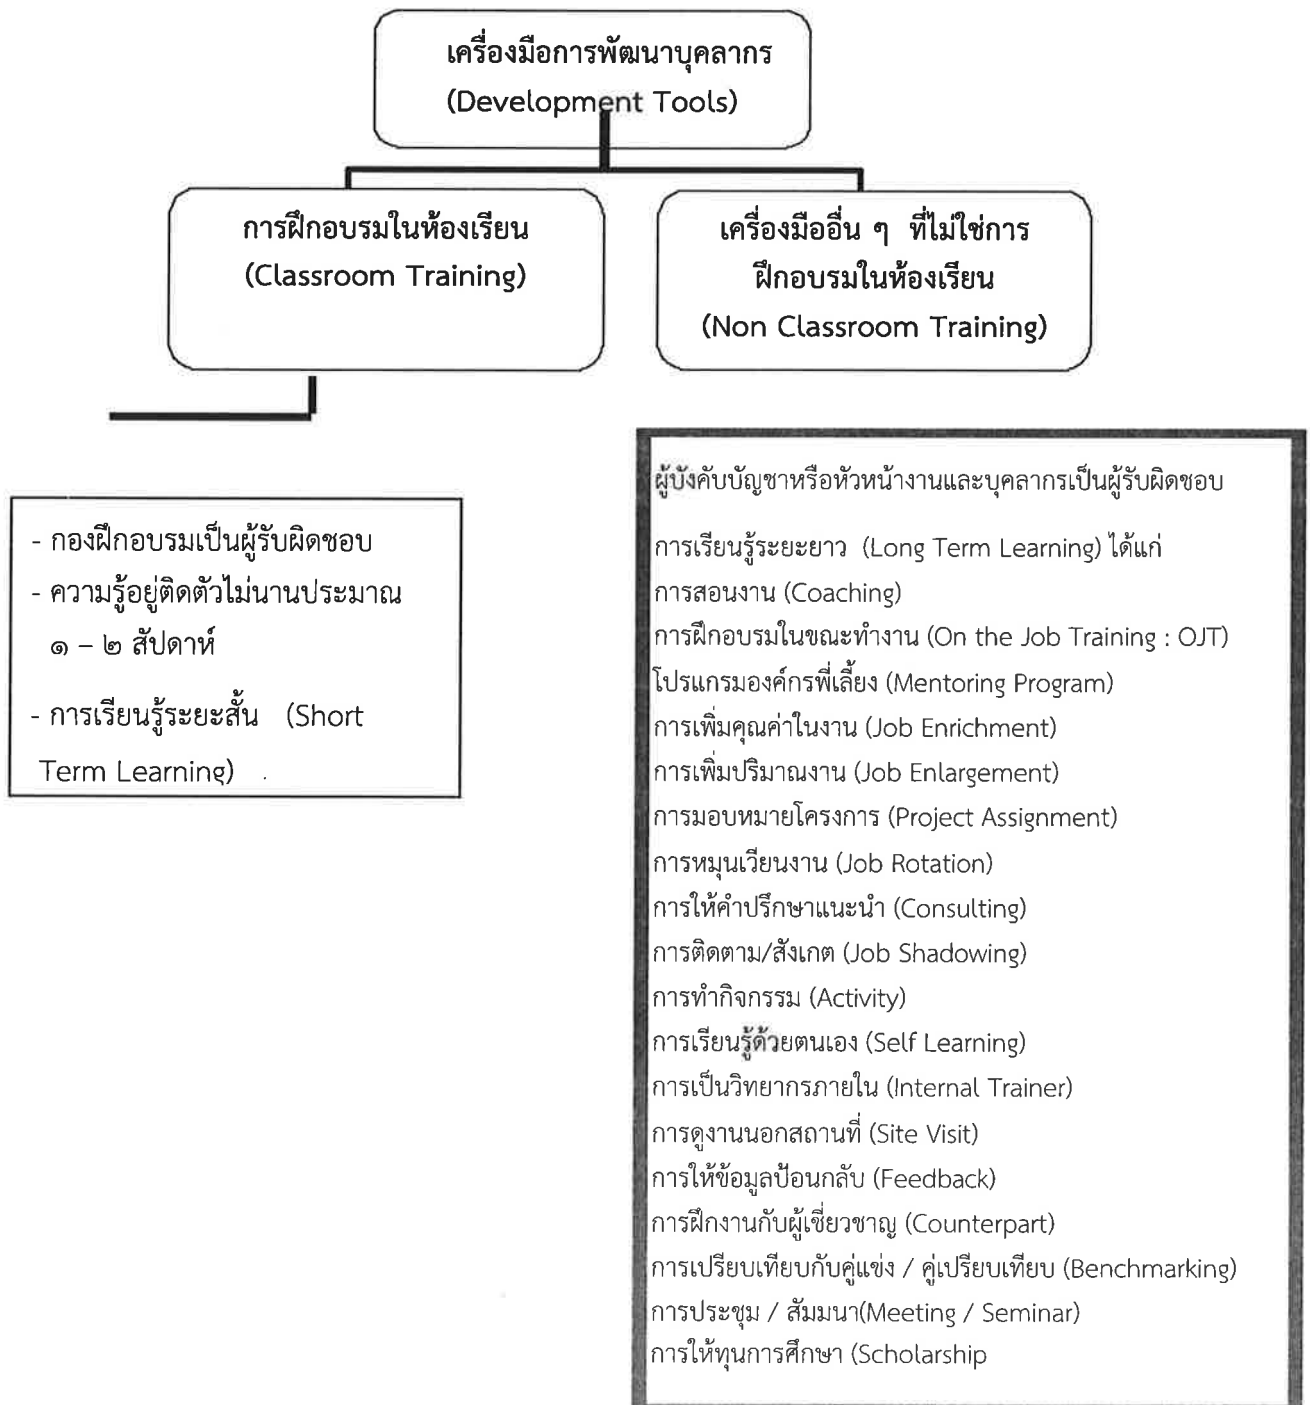 เครื่องมือการพัฒนาบุคลากร
(Development Tools)
การฝึกอบรมในห้องเรียน
(Classroom Training)
เครื่องมืออื่น ๆ ที่ไม่ใช่การ
ฝึกอบรมในห้องเรียน
(Non Classroom Training)
- กองฝึกอบรมเป็นผู้รับผิดชอบ
- ความรู้อยู่ติดตัวไม่นานประมาณ
๑ – ๒ สัปดาห์
- การเรียนรู้ระยะสั้น (Short
Term Learning)
ผู้บังคับบัญชาหรือหัวหน้างานและบุคลากรเป็นผู้รับผิดชอบ
การเรียนรู้ระยะยาว (Long Term Learning) ได้แก่
การสอนงาน (Coaching)
การฝึกอบรมในขณะทำงาน (On the Job Training : OJT)
โปรแกรมองค์กรพี่เลี้ยง (Mentoring Program)
การเพิ่มคุณค่าในงาน (Job Enrichment)
การเพิ่มปริมาณงาน (Job Enlargement)
การมอบหมายโครงการ (Project Assignment)
การหมุนเวียนงาน (Job Rotation)
การให้คำปรึกษาแนะนำ (Consulting)
การติดตาม/สังเกต (Job Shadowing)
การทำกิจกรรม (Activity)
การเรียนรู้ด้วยตนเอง (Self Learning)
การเป็นวิทยากรภายใน (Internal Trainer)
การดูงานนอกสถานที่ (Site Visit)
การให้ข้อมูลป้อนกลับ (Feedback)
การฝึกงานกับผู้เชี่ยวชาญ (Counterpart)
การเปรียบเทียบกับคู่แข่ง / คู่เปรียบเทียบ (Benchmarking)
การประชุม / สัมมนา(Meeting / Seminar)
การให้ทุนการศึกษา (Scholarship